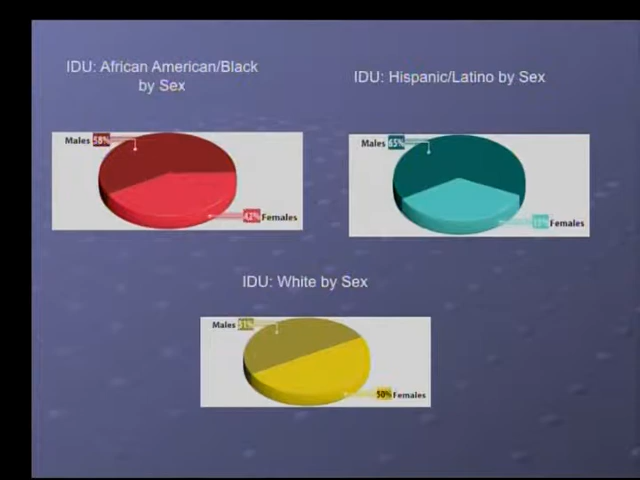 IDU: African American/Black
by Sex
IDU: Hispanic/Latino by Sex
Males 58%
42% Females
Males 65%
Females
IDU: White by Sex
Males
50% Females